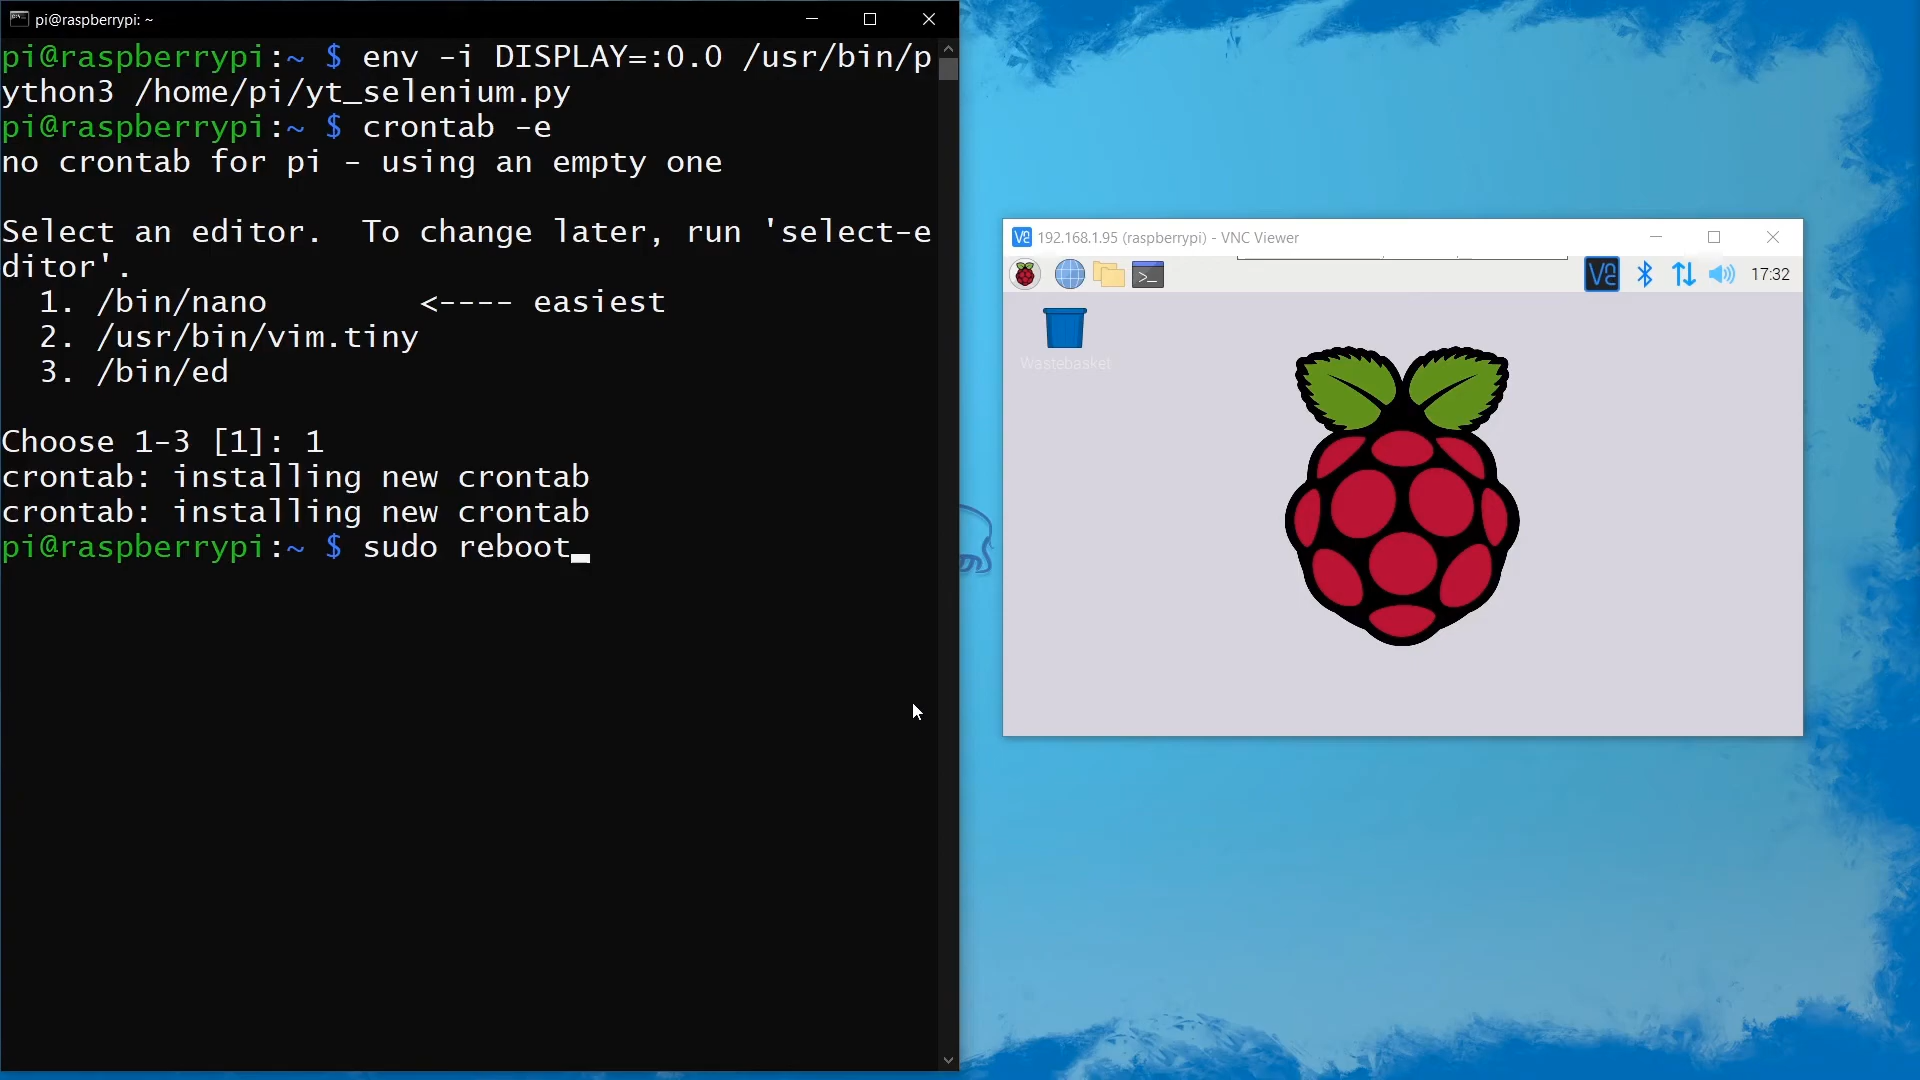 pi@raspberrypi: ~
pi@raspberrypi:~ $ env -i DISPLAY=:0.0 /usr/bin/p
ython3 /home/pi/yt_selenium.py
pi@raspberrypi:~ $ crontab -e
no crontab for pi - using an empty one
Select an editor.  To change later, run 'select-e
ditor'.
  1. /bin/nano        <---- easiest
  2. /usr/bin/vim.tiny
  3. /bin/ed
Choose 1-3 [1]: 1
crontab: installing new crontab
crontab: installing new crontab
pi@raspberrypi:~ $ sudo reboot
V2 192.168.1.95 (raspberrypi) - VNC Viewer
17:32
Wastebasket